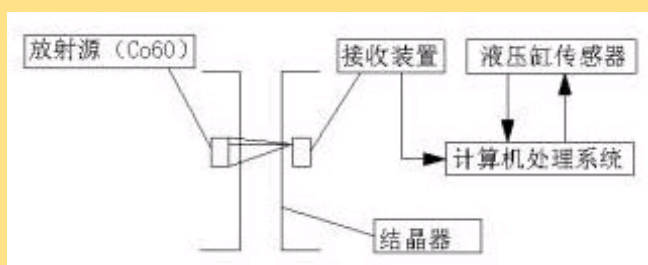 放射源（Co60）
接收装置
液压缸传感器
计算机处理系统
结晶器